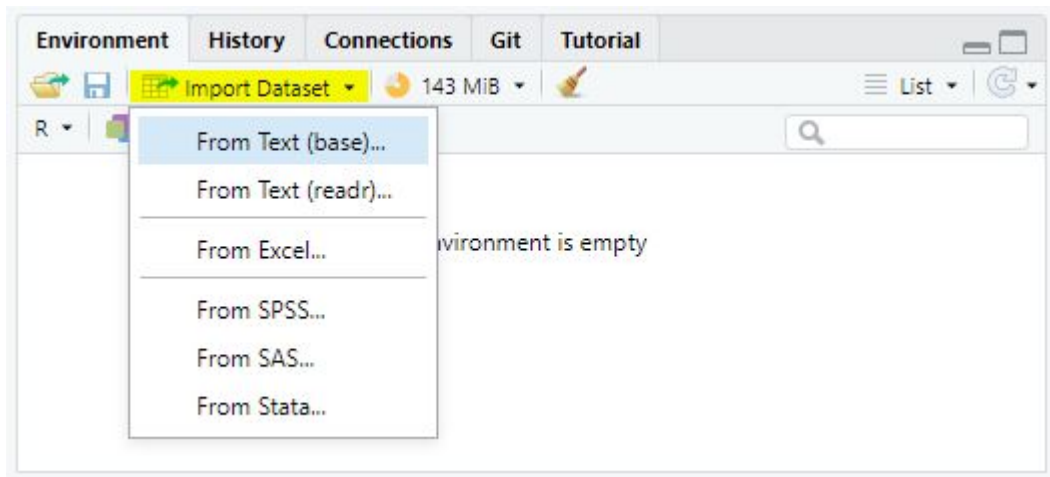 Environment History Connections Git Tutorial
Import Dataset 143 MiB List
R
From Text (base)...
From Text (readr)...
From Excel...
vironment is empty
From SPSS...
From SAS...
From Stata...